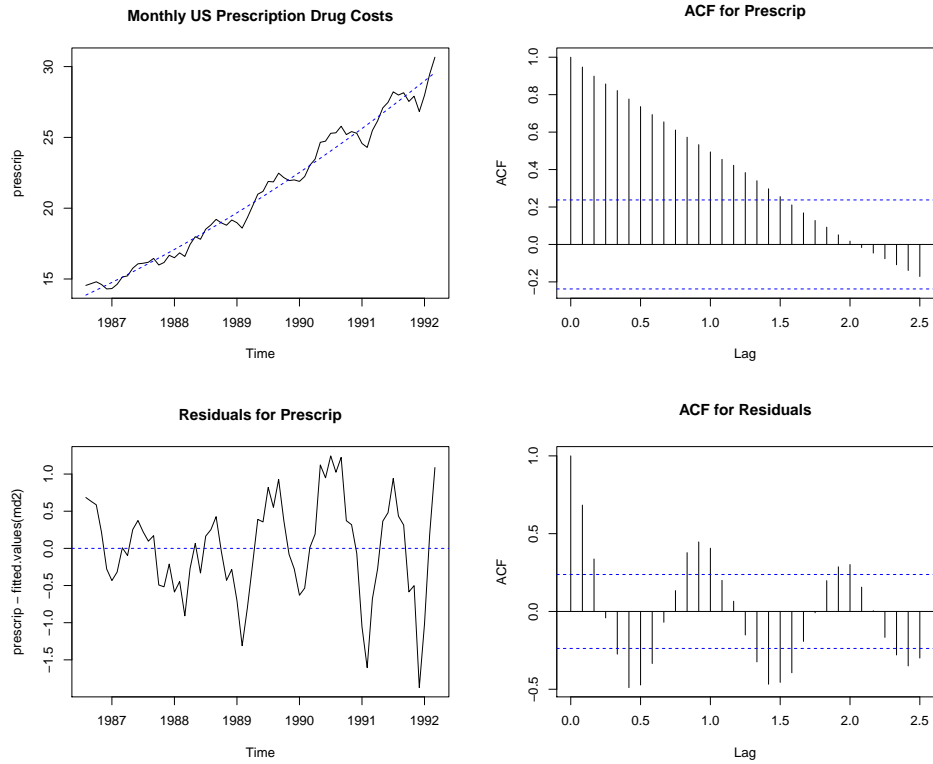 Monthly US Prescription Drug Costs
prescrip
30
25
20
15
1987 1988 1989 1990 1991 1992
Time
ACF for Prescrip
ACF
1.0
0.8
0.6
0.4
0.2
0.0
−0.2
0.0 0.5 1.0 1.5 2.0 2.5
Lag
Residuals for Prescrip
prescrip − fitted.values(md2)
1.0
0.5
0.0
−0.5
−1.0
−1.5
1987 1988 1989 1990 1991 1992
Time
ACF for Residuals
ACF
1.0
0.5
0.0
−0.5
0.0 0.5 1.0 1.5 2.0 2.5
Lag